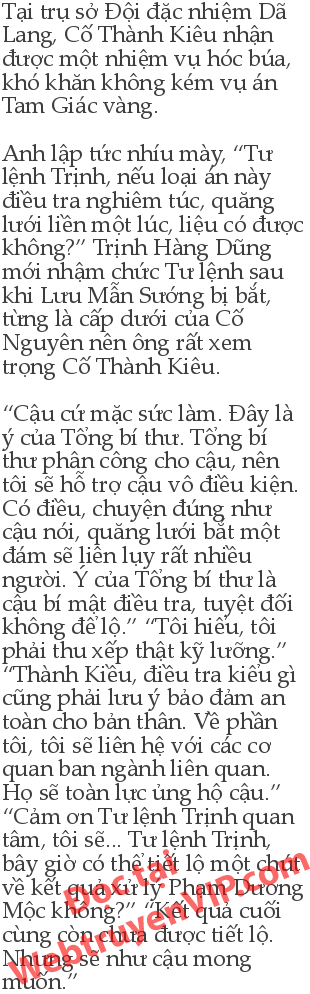 Tại trụ sở Đội đặc nhiệm Dã
Lang, Cố Thành Kiêu nhận
được một nhiệm vụ hóc búa,
khó khăn không kém vụ án
Tam Giác vàng.

Anh lập tức nhíu mày, “Tư
lệnh Trịnh, nếu loại án này
điều tra nghiêm túc, quăng
lưới liền một lúc, liệu có được
không?” Trịnh Hàng Dũng
mới nhậm chức Tư lệnh sau
khi Lưu Mẫn Sướng bị bắt,
từng là cấp dưới của Cố
Nguyên nên ông rất xem
trọng Cố Thành Kiêu.

“Cậu cứ mặc sức làm. Đây là
ý của Tổng bí thư. Tổng bí
thư phân công cho cậu, nên
tôi sẽ hỗ trợ cậu vô điều kiện.
Có điều, chuyện đúng như
cậu nói, quăng lưới bắt một
đám sẽ liên lụy rất nhiều
người. Ý của Tổng bí thư là
cậu bí mật điều tra, tuyệt đối
không để lộ.” “Tôi hiểu, tôi
phải thu xếp thật kỹ lưỡng.”
“Thành Kiều, điều tra kiểu gì
cũng phải lưu ý bảo đảm an
toàn cho bản thân. Về phần
tôi, tôi sẽ liên hệ với các cơ
quan ban ngành liên quan.
Họ sẽ toàn lực ủng hộ cậu.”
“Cảm ơn Tư lệnh Trịnh quan
tâm, tôi sẽ... Tư lệnh Trịnh,
bây giờ có thể tiết lộ một chút
về kết quả xử lý Phạm Dương
Mộc không?” “Kết quả cuối
cùng còn chưa được tiết lộ.
Nhưng sẽ như cậu mong
muốn.”
Đọc tại
WebtruyenVIP.com